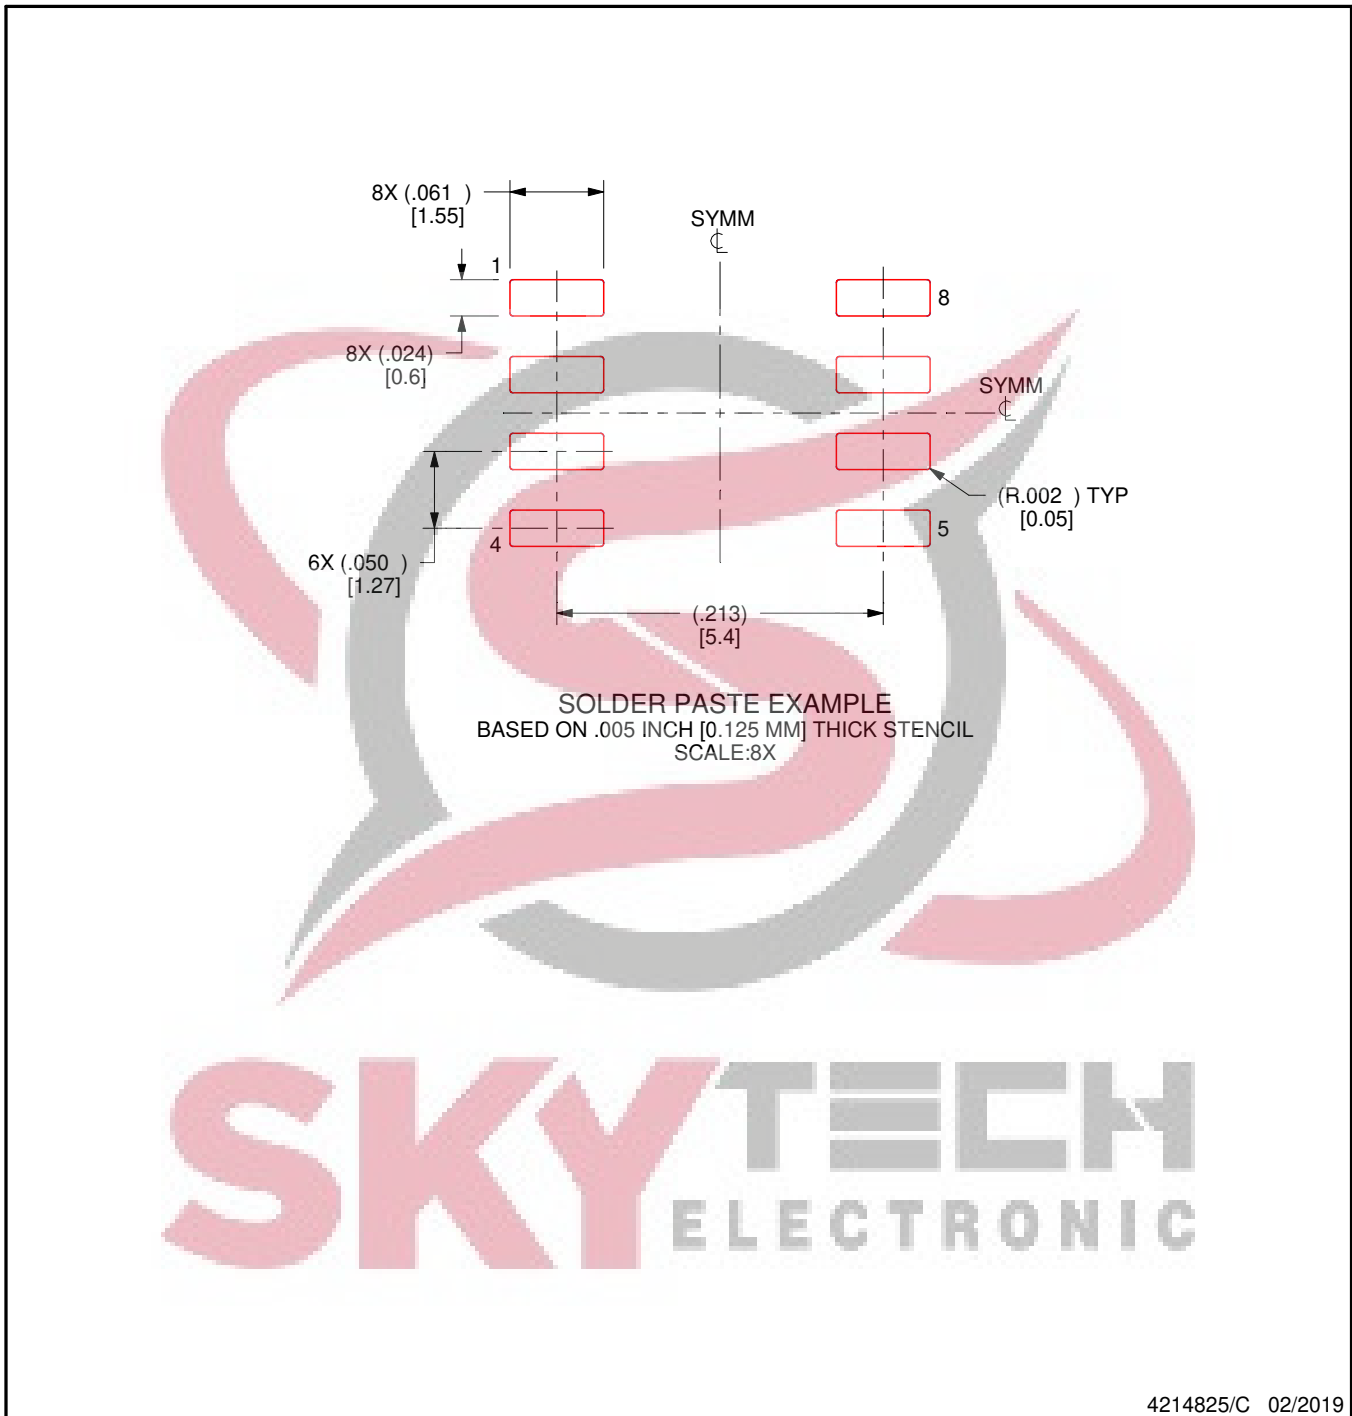 8X (.061 )
[1.55]
SYMM
CL
1
8
8X (.024)
[0.6]
SYMM
CL
(R.002 ) TYP
[0.05]
4
5
6X (.050 )
[1.27]
(.213)
[5.4]
SOLDER PASTE EXAMPLE
BASED ON .005 INCH [0.125 MM] THICK STENCIL
SCALE:8X
SKYTECH
ELECTRONIC
4214825/C 02/2019